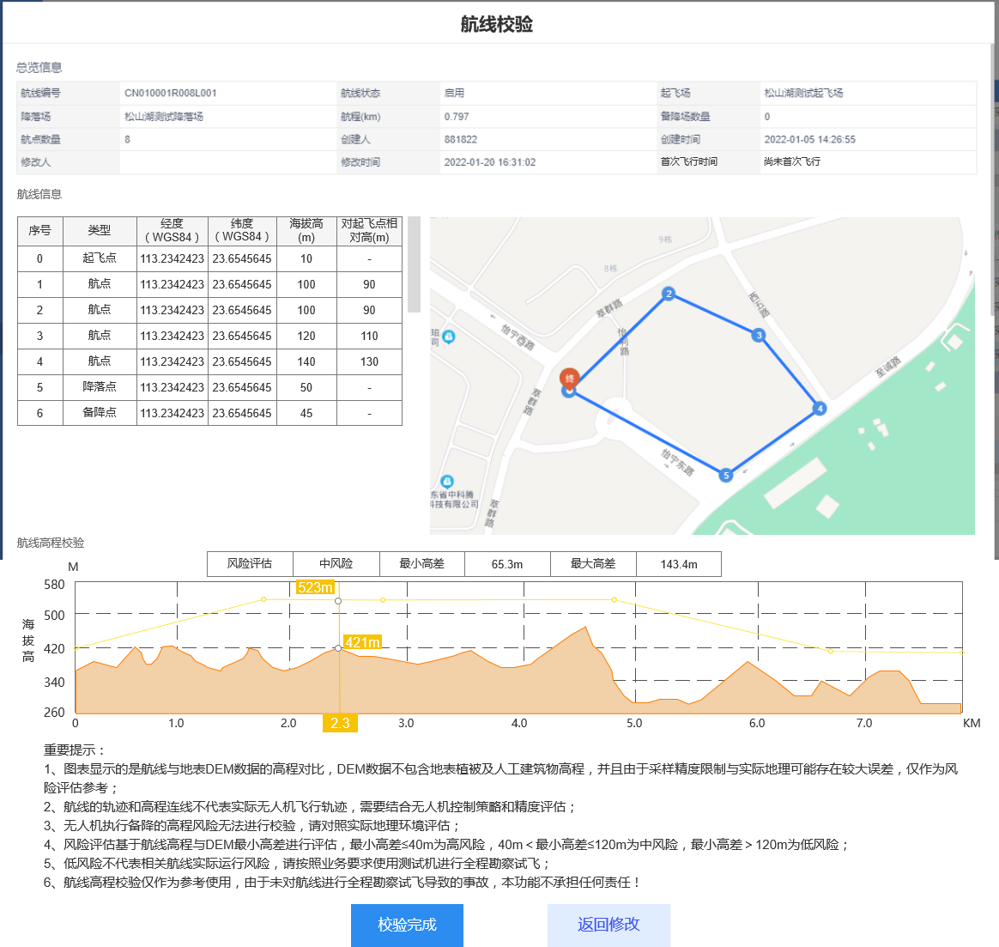 航线校验
总览信息
航线编号 CN010001R008L001 航线状态 启用 起飞场 松山湖测试起飞场
降落场 松山湖测试降落场 航程(km) 0.797 备降场数量 0
航点数量 8 创建人 881822 创建时间 2022-01-05 14:26:55
修改人 修改时间 2022-01-20 16:31:02 首次飞行时间 尚未首次飞行
航线信息
序号 类型 经度（WGS84） 纬度（WGS84） 海拔高(m) 对起飞点相对高(m)
0 起飞点 113.2342423 23.6545645 10 -
1 航点 113.2342423 23.6545645 100 90
2 航点 113.2342423 23.6545645 100 90
3 航点 113.2342423 23.6545645 120 110
4 航点 113.2342423 23.6545645 140 130
5 降落点 113.2342423 23.6545645 50 -
6 备降点 113.2342423 23.6545645 45 -
9栋
8栋
萃群路
西五路
怡宁西路
怡利路
萃群路
至诚路
怡宁东路
萃群路
珀
司
东省中科腾
科技有限公司
终
2
3
4
5
航线高程校验
风险评估 中风险 最小高差 65.3m 最大高差 143.4m
M
580
500
420
340
260
海拔高
523m
421m
0 1.0 2.0 2.3 3.0 4.0 5.0 6.0 7.0 KM
重要提示：
1、图表显示的是航线与地表DEM数据的高程对比，DEM数据不包含地表植被及人工建筑物高程，并且由于采样精度限制与实际地理可能存在较大误差，仅作为风
险评估参考；
2、航线的轨迹和高程连线不代表实际无人机飞行轨迹，需要结合无人机控制策略和精度评估；
3、无人机执行备降的高程风险无法进行校验，请对照实际地理环境评估；
4、风险评估基于航线高程与DEM最小高差进行评估，最小高差≤40m为高风险，40m＜最小高差≤120m为中风险，最小高差＞120m为低风险；
5、低风险不代表相关航线实际运行风险，请按照业务要求使用测试机进行全程勘察试飞；
6、航线高程校验仅作为参考使用，由于未对航线进行全程勘察试飞导致的事故，本功能不承担任何责任！
校验完成 返回修改